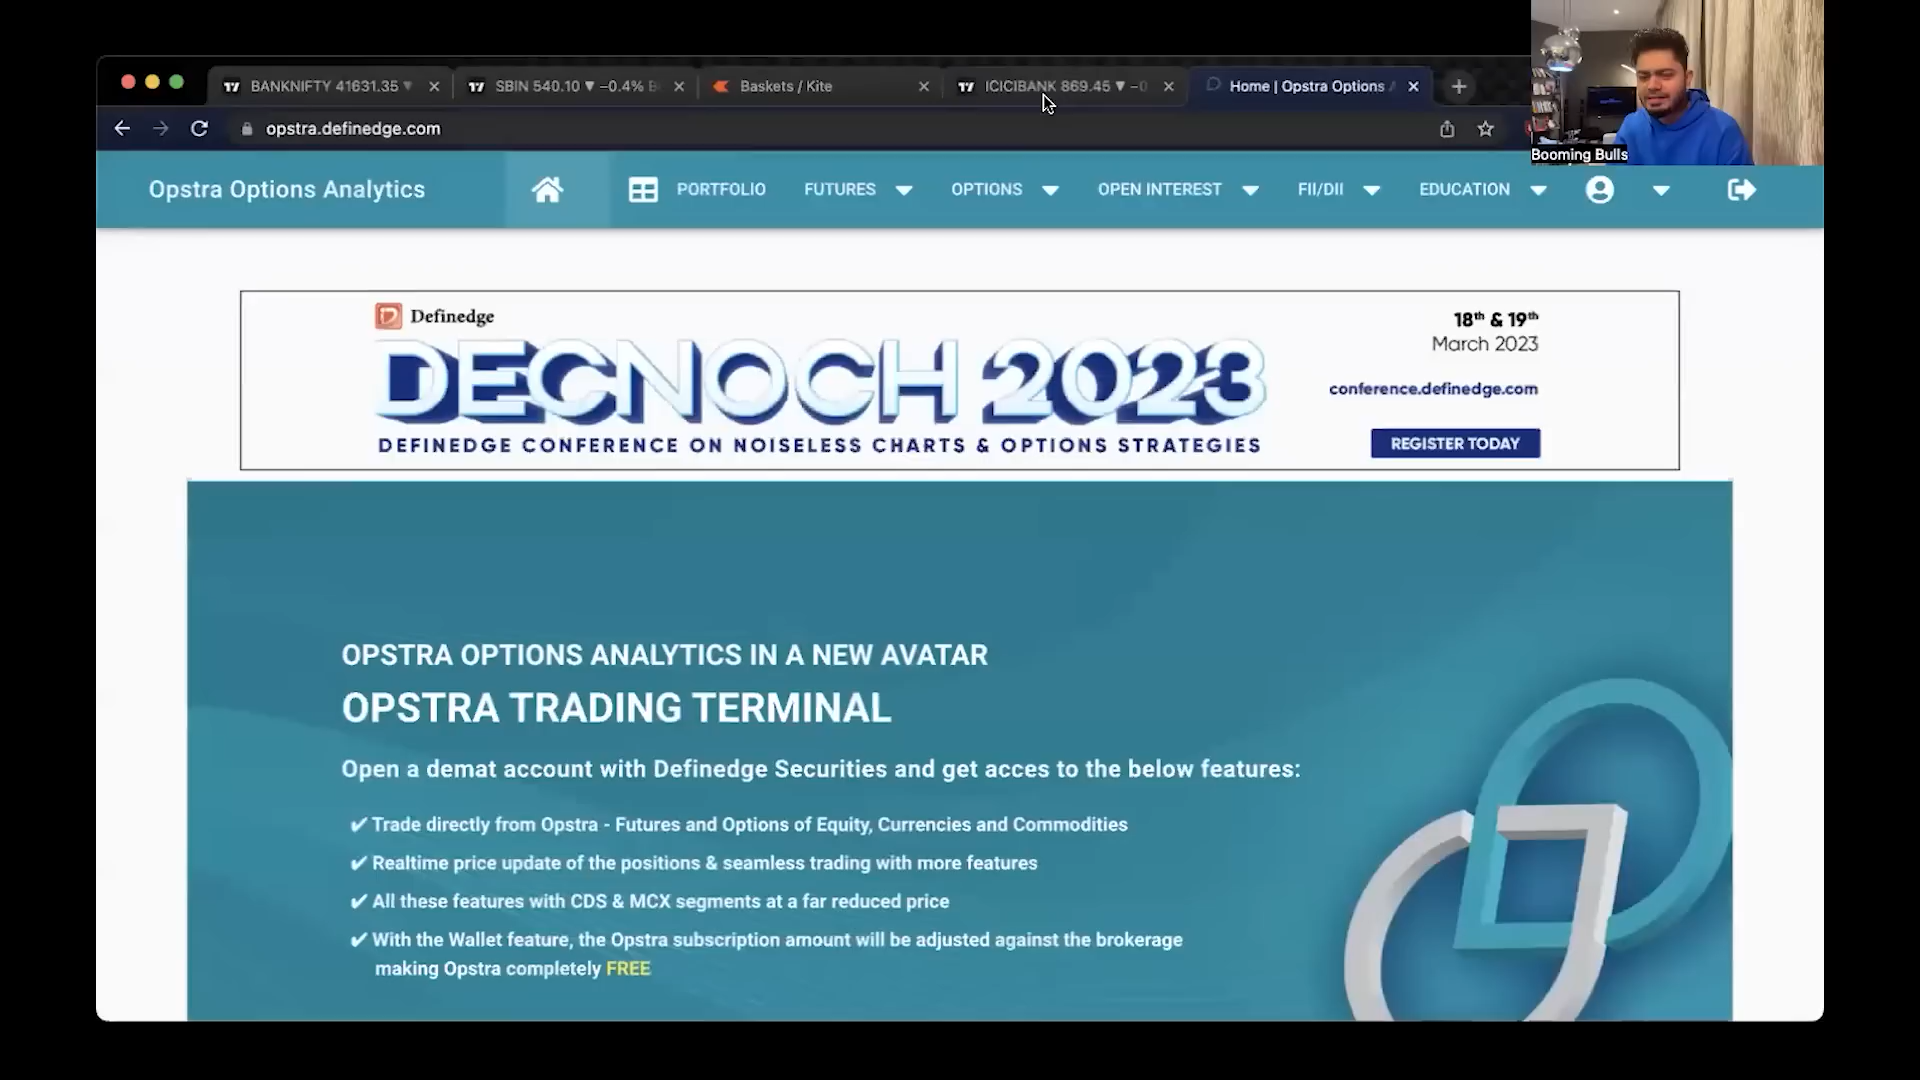 BANKNIFTY 41631.35 ▼
SBIN 540.10 ▼ −0.4%
Baskets / Kite
ICICIBANK 869.45 ▼ −0
Home | Opstra Options
opstra.definedge.com
Booming Bulls
Opstra Options Analytics
PORTFOLIO
FUTURES
OPTIONS
OPEN INTEREST
FII/DII
EDUCATION
Definedge
DECNOCH 2023
DEFINEDGE CONFERENCE ON NOISELESS CHARTS & OPTIONS STRATEGIES
18th & 19th
March 2023
conference.definedge.com
REGISTER TODAY
OPSTRA OPTIONS ANALYTICS IN A NEW AVATAR
OPSTRA TRADING TERMINAL
Open a demat account with Definedge Securities and get acces to the below features:
✔ Trade directly from Opstra - Futures and Options of Equity, Currencies and Commodities
✔ Realtime price update of the positions & seamless trading with more features
✔ All these features with CDS & MCX segments at a far reduced price
✔ With the Wallet feature, the Opstra subscription amount will be adjusted against the brokerage
making Opstra completely FREE